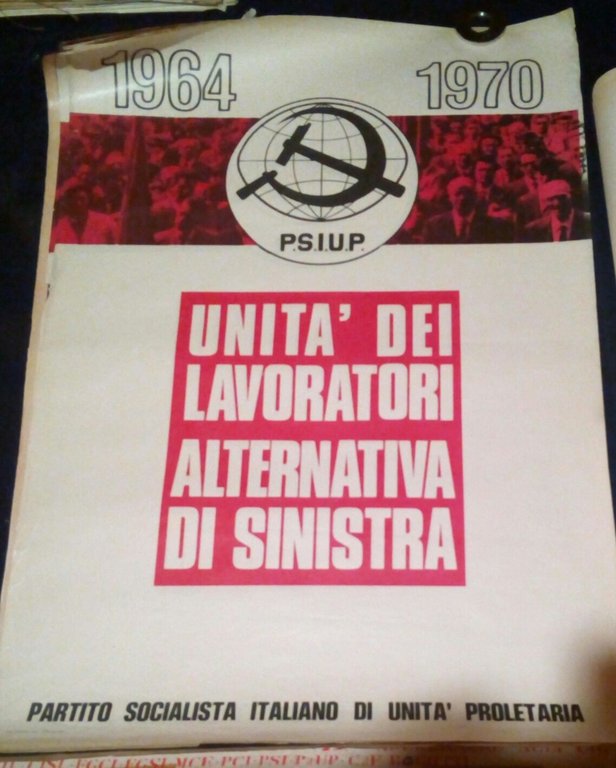 1964 1970
P.S.I.U.P.
UNITA' DEI
LAVORATORI
ALTERNATIVA
DI SINISTRA
PARTITO SOCIALISTA ITALIANO DI UNITA' PROLETARIA